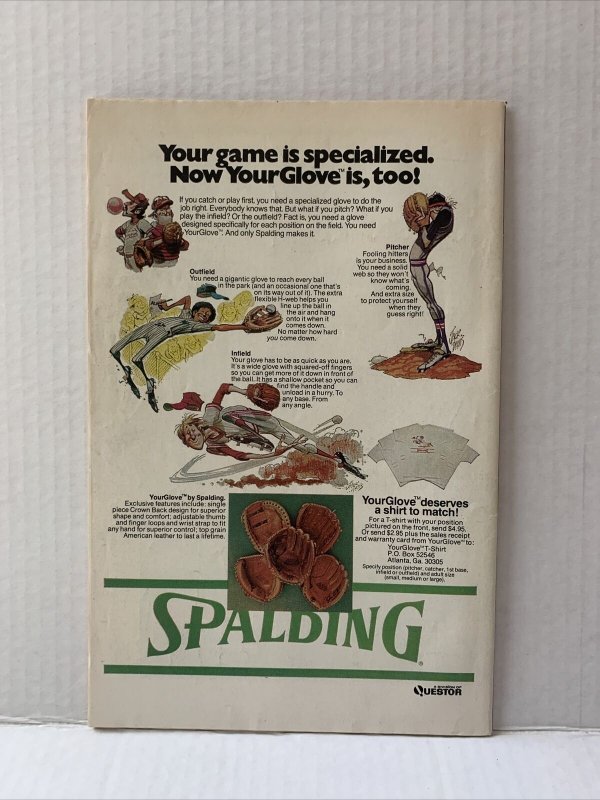 Your game is specialized.
Now YourGlove™ is, too!
If you catch or play first, you need a specialized glove to do the
job right. Everybody knows that. But what if you pitch? What if you
play the infield? Or the outfield? Fact is, you need a glove
designed specifically for each position on the field. You need
YourGlove™. And only Spalding makes it.
Pitcher
Fooling hitters
is your business.
You need a solid
web so they won't
know what's
coming.
And extra size
to protect yourself
when they
guess right!
Outfield
You need a gigantic glove to reach every ball
in the park (and an occasional one that's
on its way out of it). The extra
flexible H-web helps you
line up the ball in
the air and hang
onto it when it
comes down.
No matter how hard
you come down.
Infield
Your glove has to be as quick as you are.
It's a wide glove with squared-off fingers
so you can get more of it down in front of
the ball. It has a shallow pocket so you can
find the handle and
unload in a hurry. To
any base. From
any angle.
YourGlove™ by Spalding.
Exclusive features include: single
piece Crown Back design for superior
shape and comfort; adjustable thumb
and finger loops and wrist strap to fit
any hand for superior control; top grain
American leather to last a lifetime.
YourGlove™ deserves
a shirt to match!
For a T-shirt with your position
pictured on the front, send $4.95.
Or send $2.95 plus the sales receipt
and warranty card from YourGlove™ to:
YourGlove™ T-Shirt
P.O. Box 52546
Atlanta, Ga. 30305
Specify position (pitcher, catcher, 1st base,
infield or outfield) and adult size
(small, medium or large).
SPALDING®
A DIVISION OF
QUESTOR